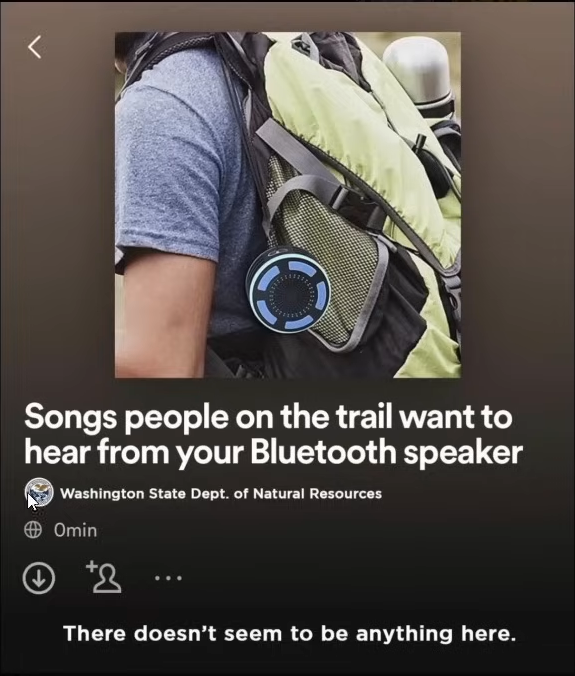 Songs people on the trail want to
hear from your Bluetooth speaker
Washington State Dept. of Natural Resources
0min
There doesn't seem to be anything here.